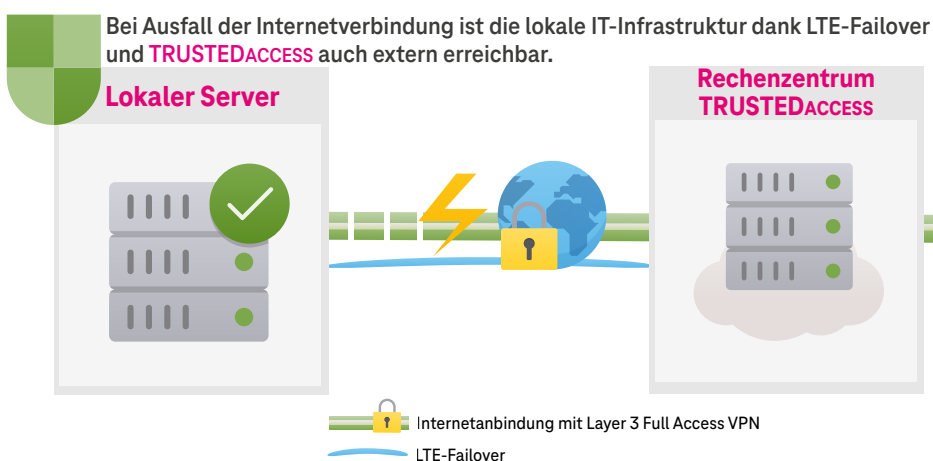 Bei Ausfall der Internetverbindung ist die lokale IT-Infrastruktur dank LTE-Failover
und TRUSTEDACCESS auch extern erreichbar.
Lokaler Server
Rechenzentrum
TRUSTEDACCESS
Internetanbindung mit Layer 3 Full Access VPN
LTE-Failover